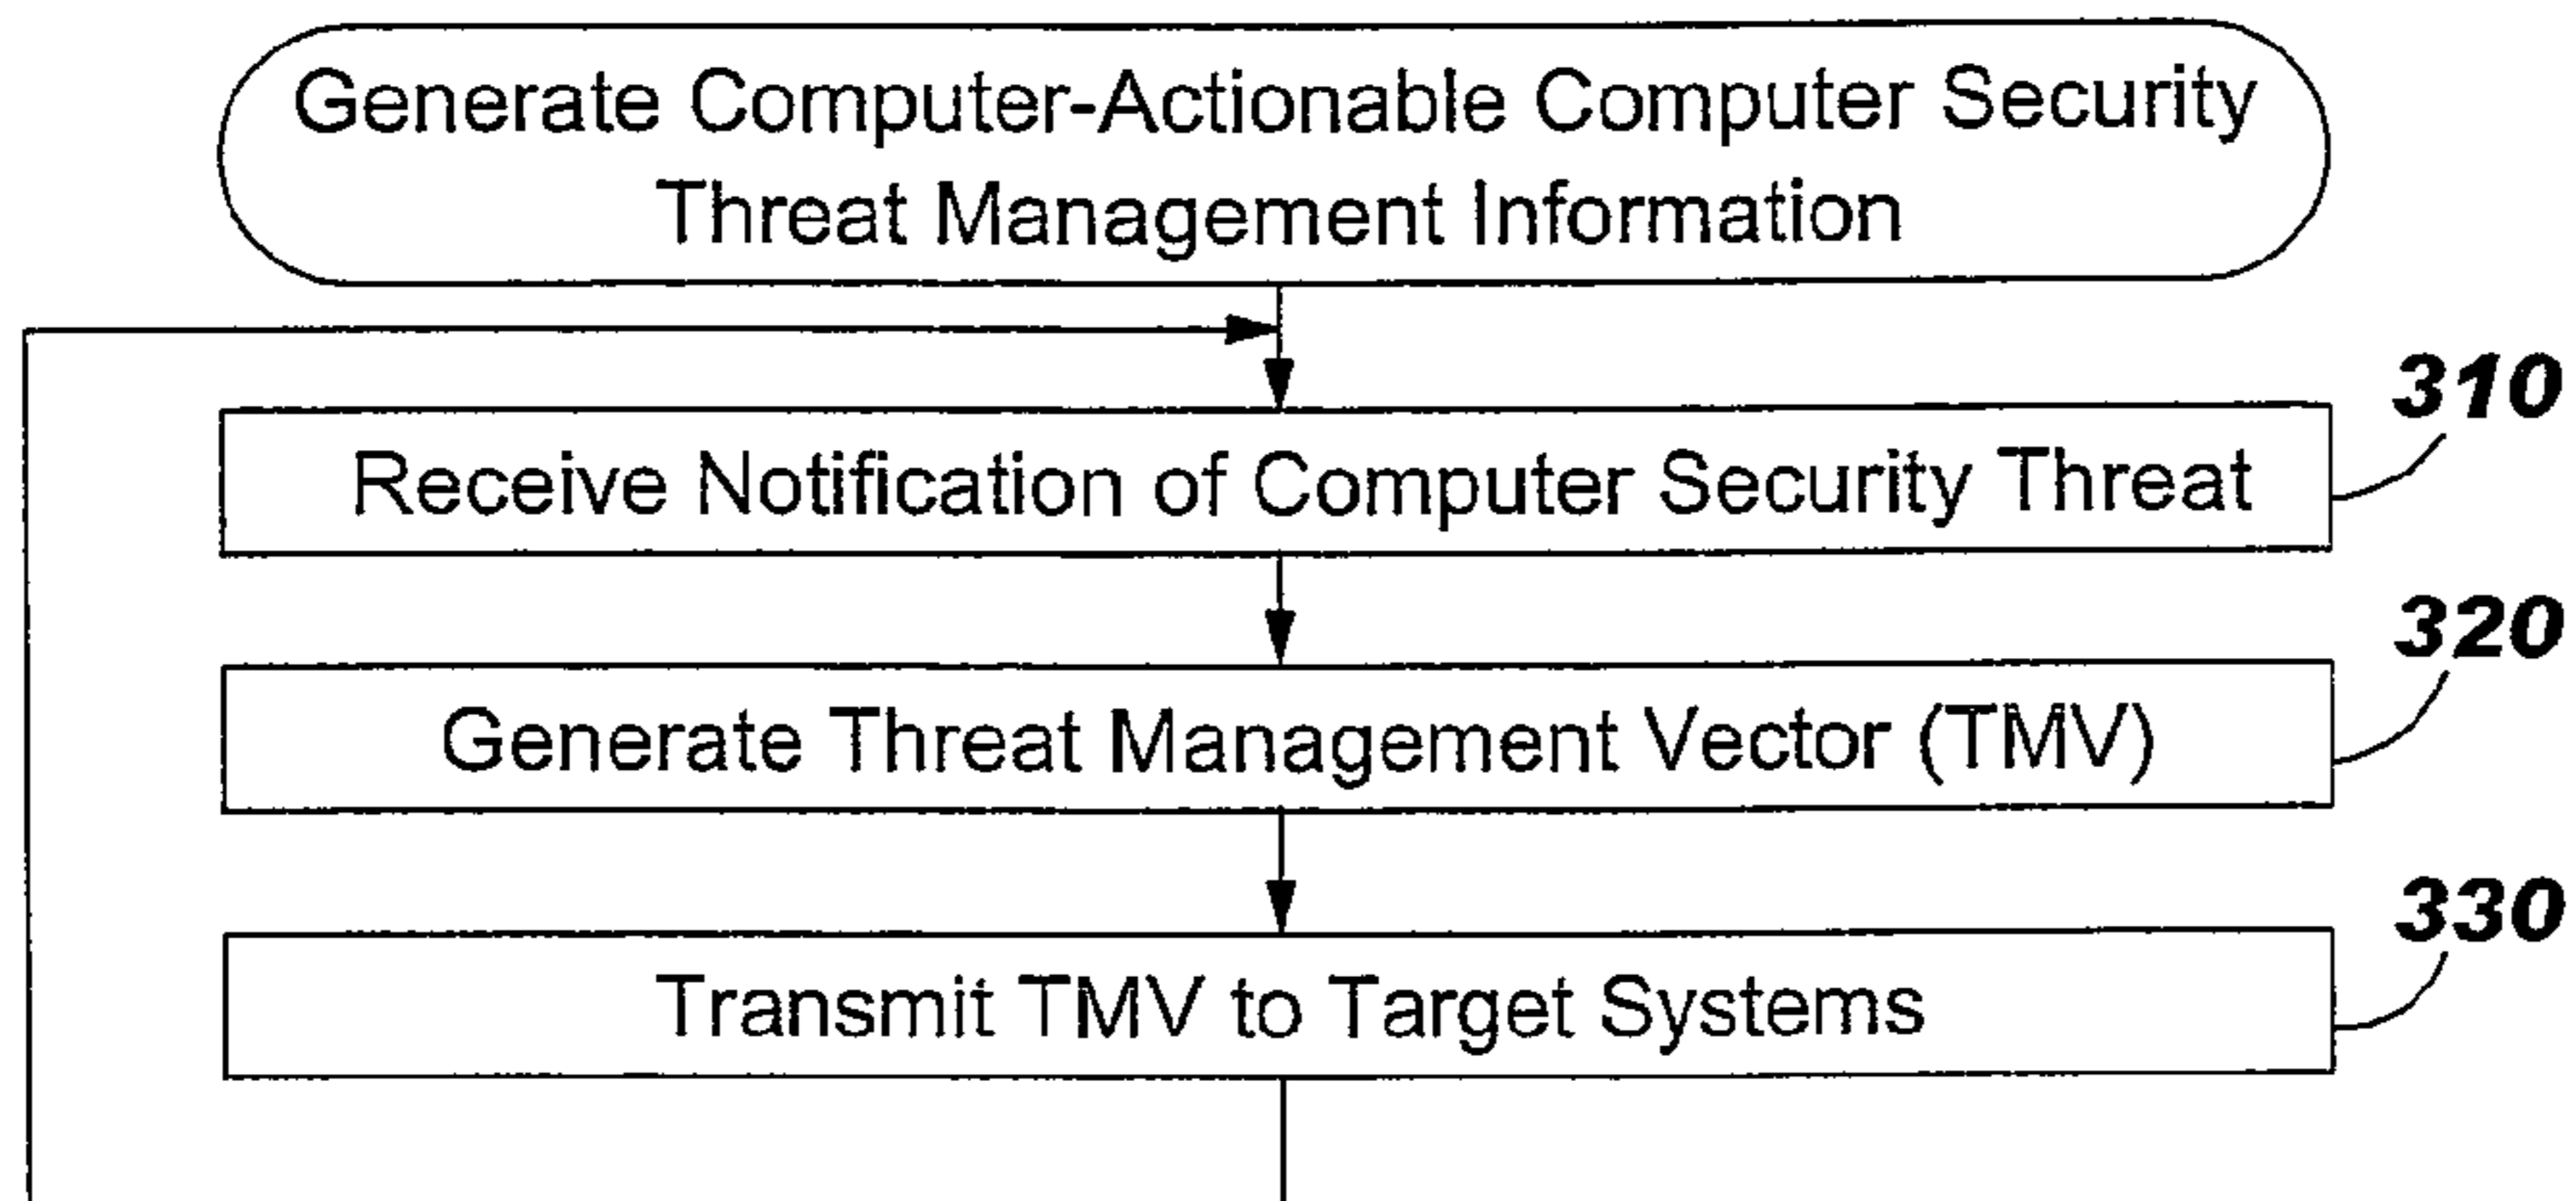 Generate Computer-Actionable Computer Security
Threat Management Information
310
Receive Notification of Computer Security Threat
320
Generate Threat Management Vector (TMV)
330
Transmit TMV to Target Systems